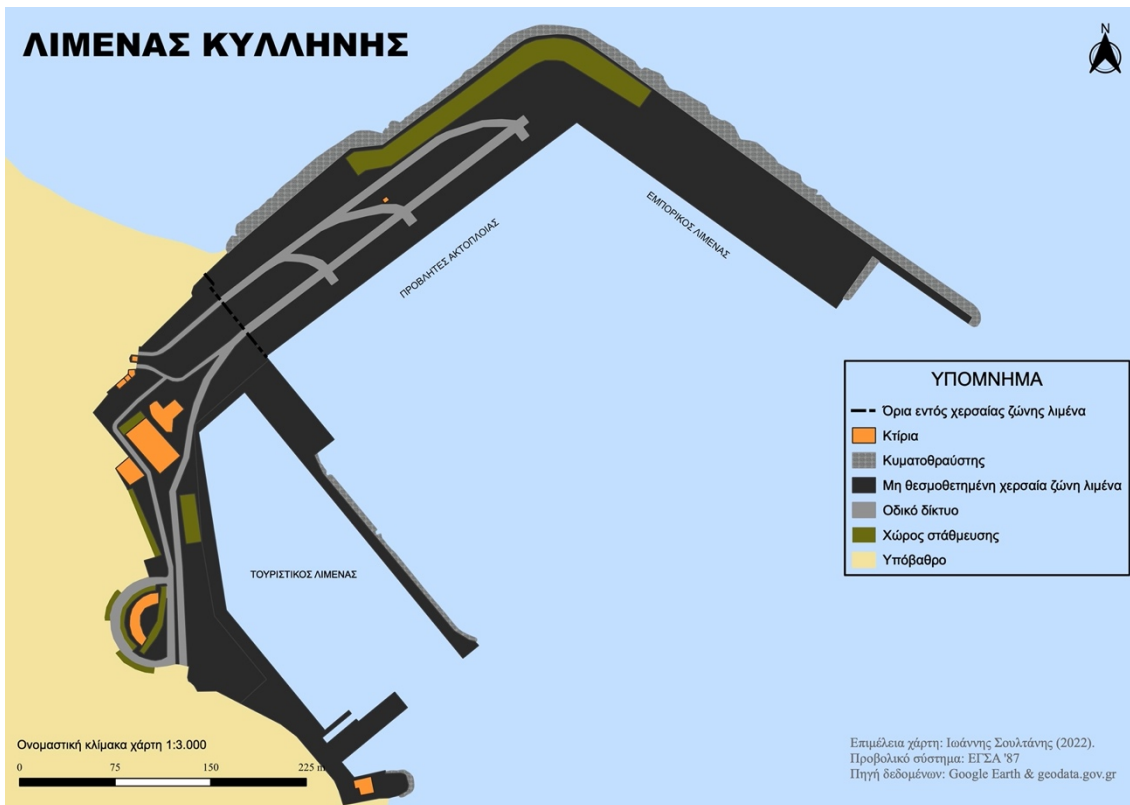 ΛΙΜΕΝΑΣ ΚΥΛΛΗΝΗΣ
N
ΕΜΠΟΡΙΚΟΣ ΛΙΜΕΝΑΣ
ΠΡΟΒΛΗΤΕΣ ΑΚΤΟΠΛΟΙΑΣ
ΤΟΥΡΙΣΤΙΚΟΣ ΛΙΜΕΝΑΣ
ΥΠΟΜΝΗΜΑ
Όρια εντός χερσαίας ζώνης λιμένα
Κτίρια
Κυματοθραύστης
Μη θεσμοθετημένη χερσαία ζώνη λιμένα
Οδικό δίκτυο
Χώρος στάθμευσης
Υπόβαθρο
Ονομαστική κλίμακα χάρτη 1:3.000
0 75 150 225 m
Επιμέλεια χάρτη: Ιωάννης Σουλτάνης (2022).
Προβολικό σύστημα: ΕΓΣΑ '87
Πηγή δεδομένων: Google Earth & geodata.gov.gr